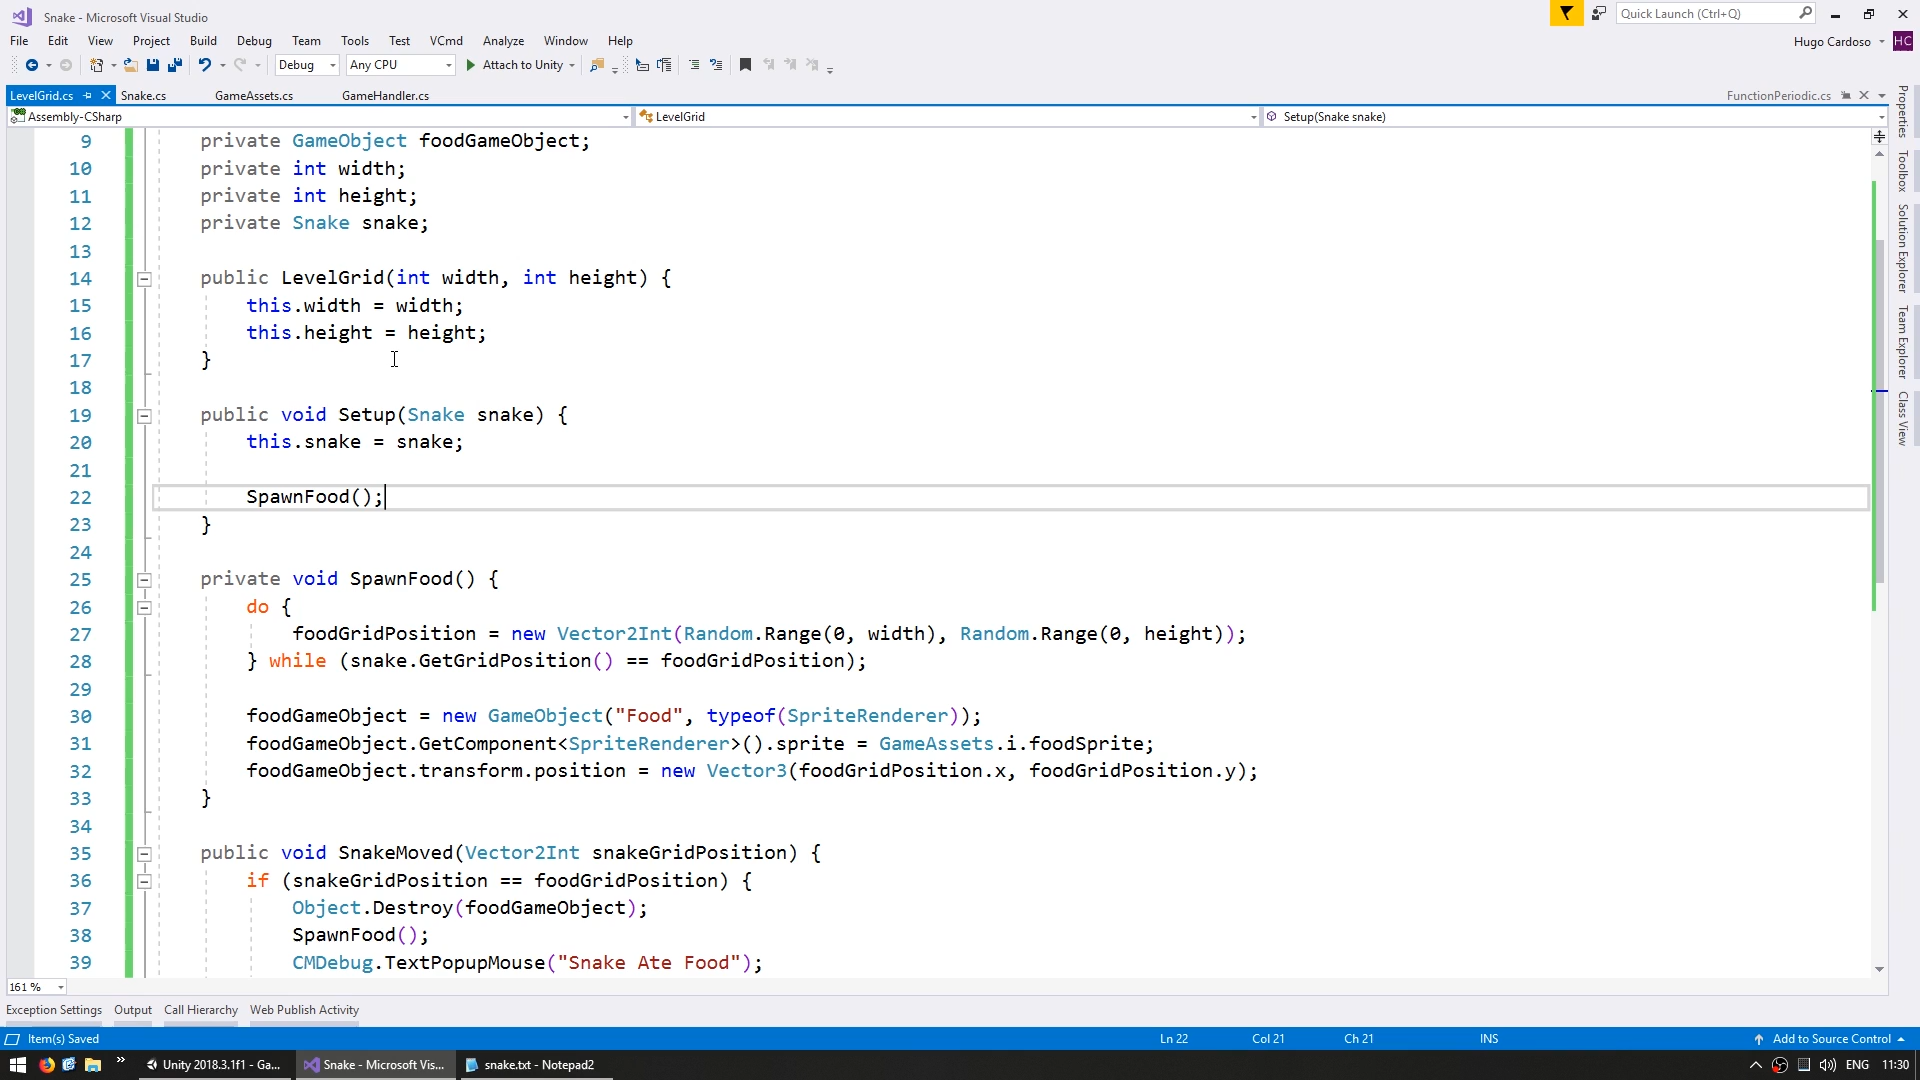 Snake - Microsoft Visual Studio
Quick Launch (Ctrl+Q)
File Edit View Project Build Debug Team Tools Test VCmd Analyze Window Help
Hugo Cardoso HC
Debug Any CPU Attach to Unity
LevelGrid.cs Snake.cs GameAssets.cs GameHandler.cs FunctionPeriodic.cs
Assembly-CSharp LevelGrid Setup(Snake snake)
9 private GameObject foodGameObject;
10 private int width;
11 private int height;
12 private Snake snake;
13
14 public LevelGrid(int width, int height) {
15 this.width = width;
16 this.height = height;
17 }
18
19 public void Setup(Snake snake) {
20 this.snake = snake;
21
22 SpawnFood();
23 }
24
25 private void SpawnFood() {
26 do {
27 foodGridPosition = new Vector2Int(Random.Range(0, width), Random.Range(0, height));
28 } while (snake.GetGridPosition() == foodGridPosition);
29
30 foodGameObject = new GameObject("Food", typeof(SpriteRenderer));
31 foodGameObject.GetComponent<SpriteRenderer>().sprite = GameAssets.i.foodSprite;
32 foodGameObject.transform.position = new Vector3(foodGridPosition.x, foodGridPosition.y);
33 }
34
35 public void SnakeMoved(Vector2Int snakeGridPosition) {
36 if (snakeGridPosition == foodGridPosition) {
37 Object.Destroy(foodGameObject);
38 SpawnFood();
39 CMDebug.TextPopupMouse("Snake Ate Food");
Properties
Toolbox
Solution Explorer
Team Explorer
Class View
161 %
Exception Settings Output Call Hierarchy Web Publish Activity
Item(s) Saved Ln 22 Col 21 Ch 21 INS Add to Source Control
Unity 2018.3.1f1 - Ga... Snake - Microsoft Vis... snake.txt - Notepad2 ENG 11:30